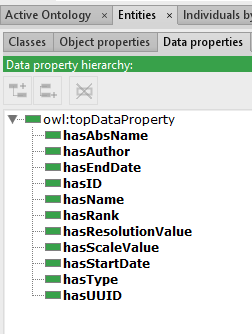 Active Ontology × Entities × Individuals by
Classes Object properties Data properties
Data property hierarchy:
owl:topDataProperty
hasAbsName
hasAuthor
hasEndDate
hasID
hasName
hasRank
hasResolutionValue
hasScaleValue
hasStartDate
hasType
hasUUID